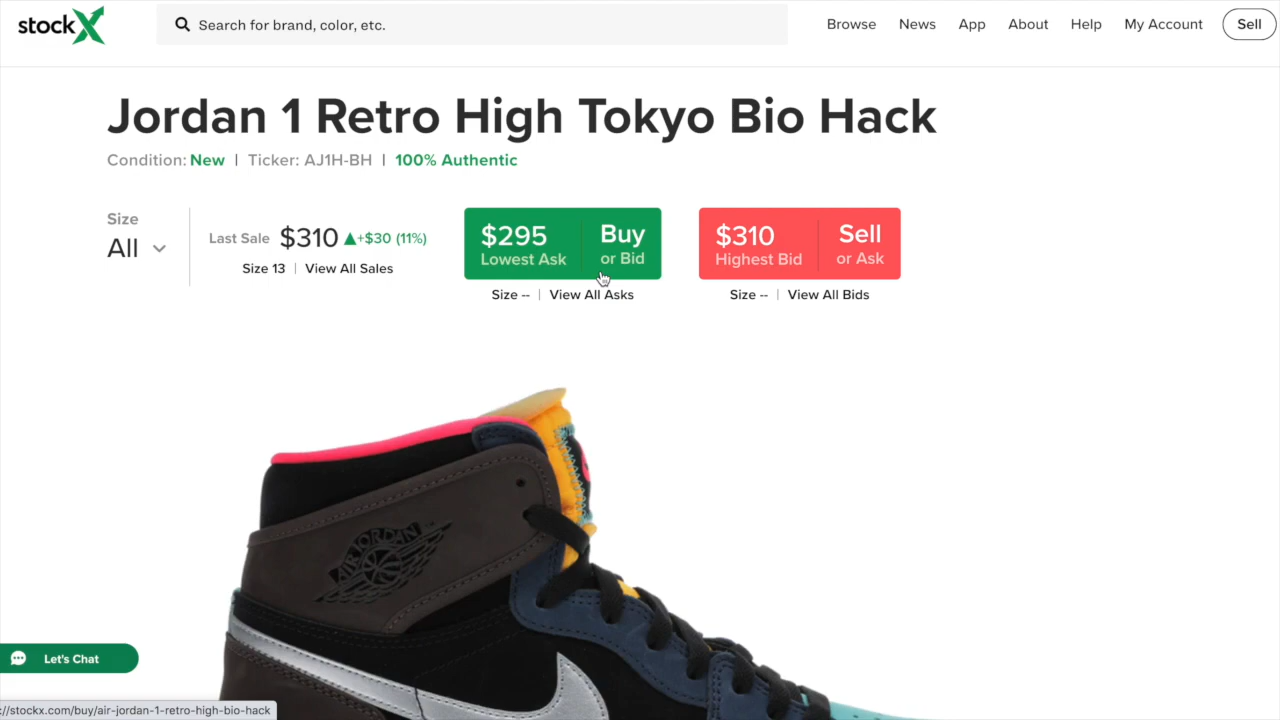 stockX
Search for brand, color, etc.
Browse News App About Help My Account Sell
Jordan 1 Retro High Tokyo Bio Hack
Condition: New | Ticker: AJ1H-BH | 100% Authentic
Size
All
Last Sale $310 ▲+$30 (11%)
Size 13 | View All Sales
$295 Buy
Lowest Ask or Bid
Size -- | View All Asks
$310 Sell
Highest Bid or Ask
Size -- | View All Bids
AIR JORDAN
Let's Chat
://stockx.com/buy/air-jordan-1-retro-high-bio-hack